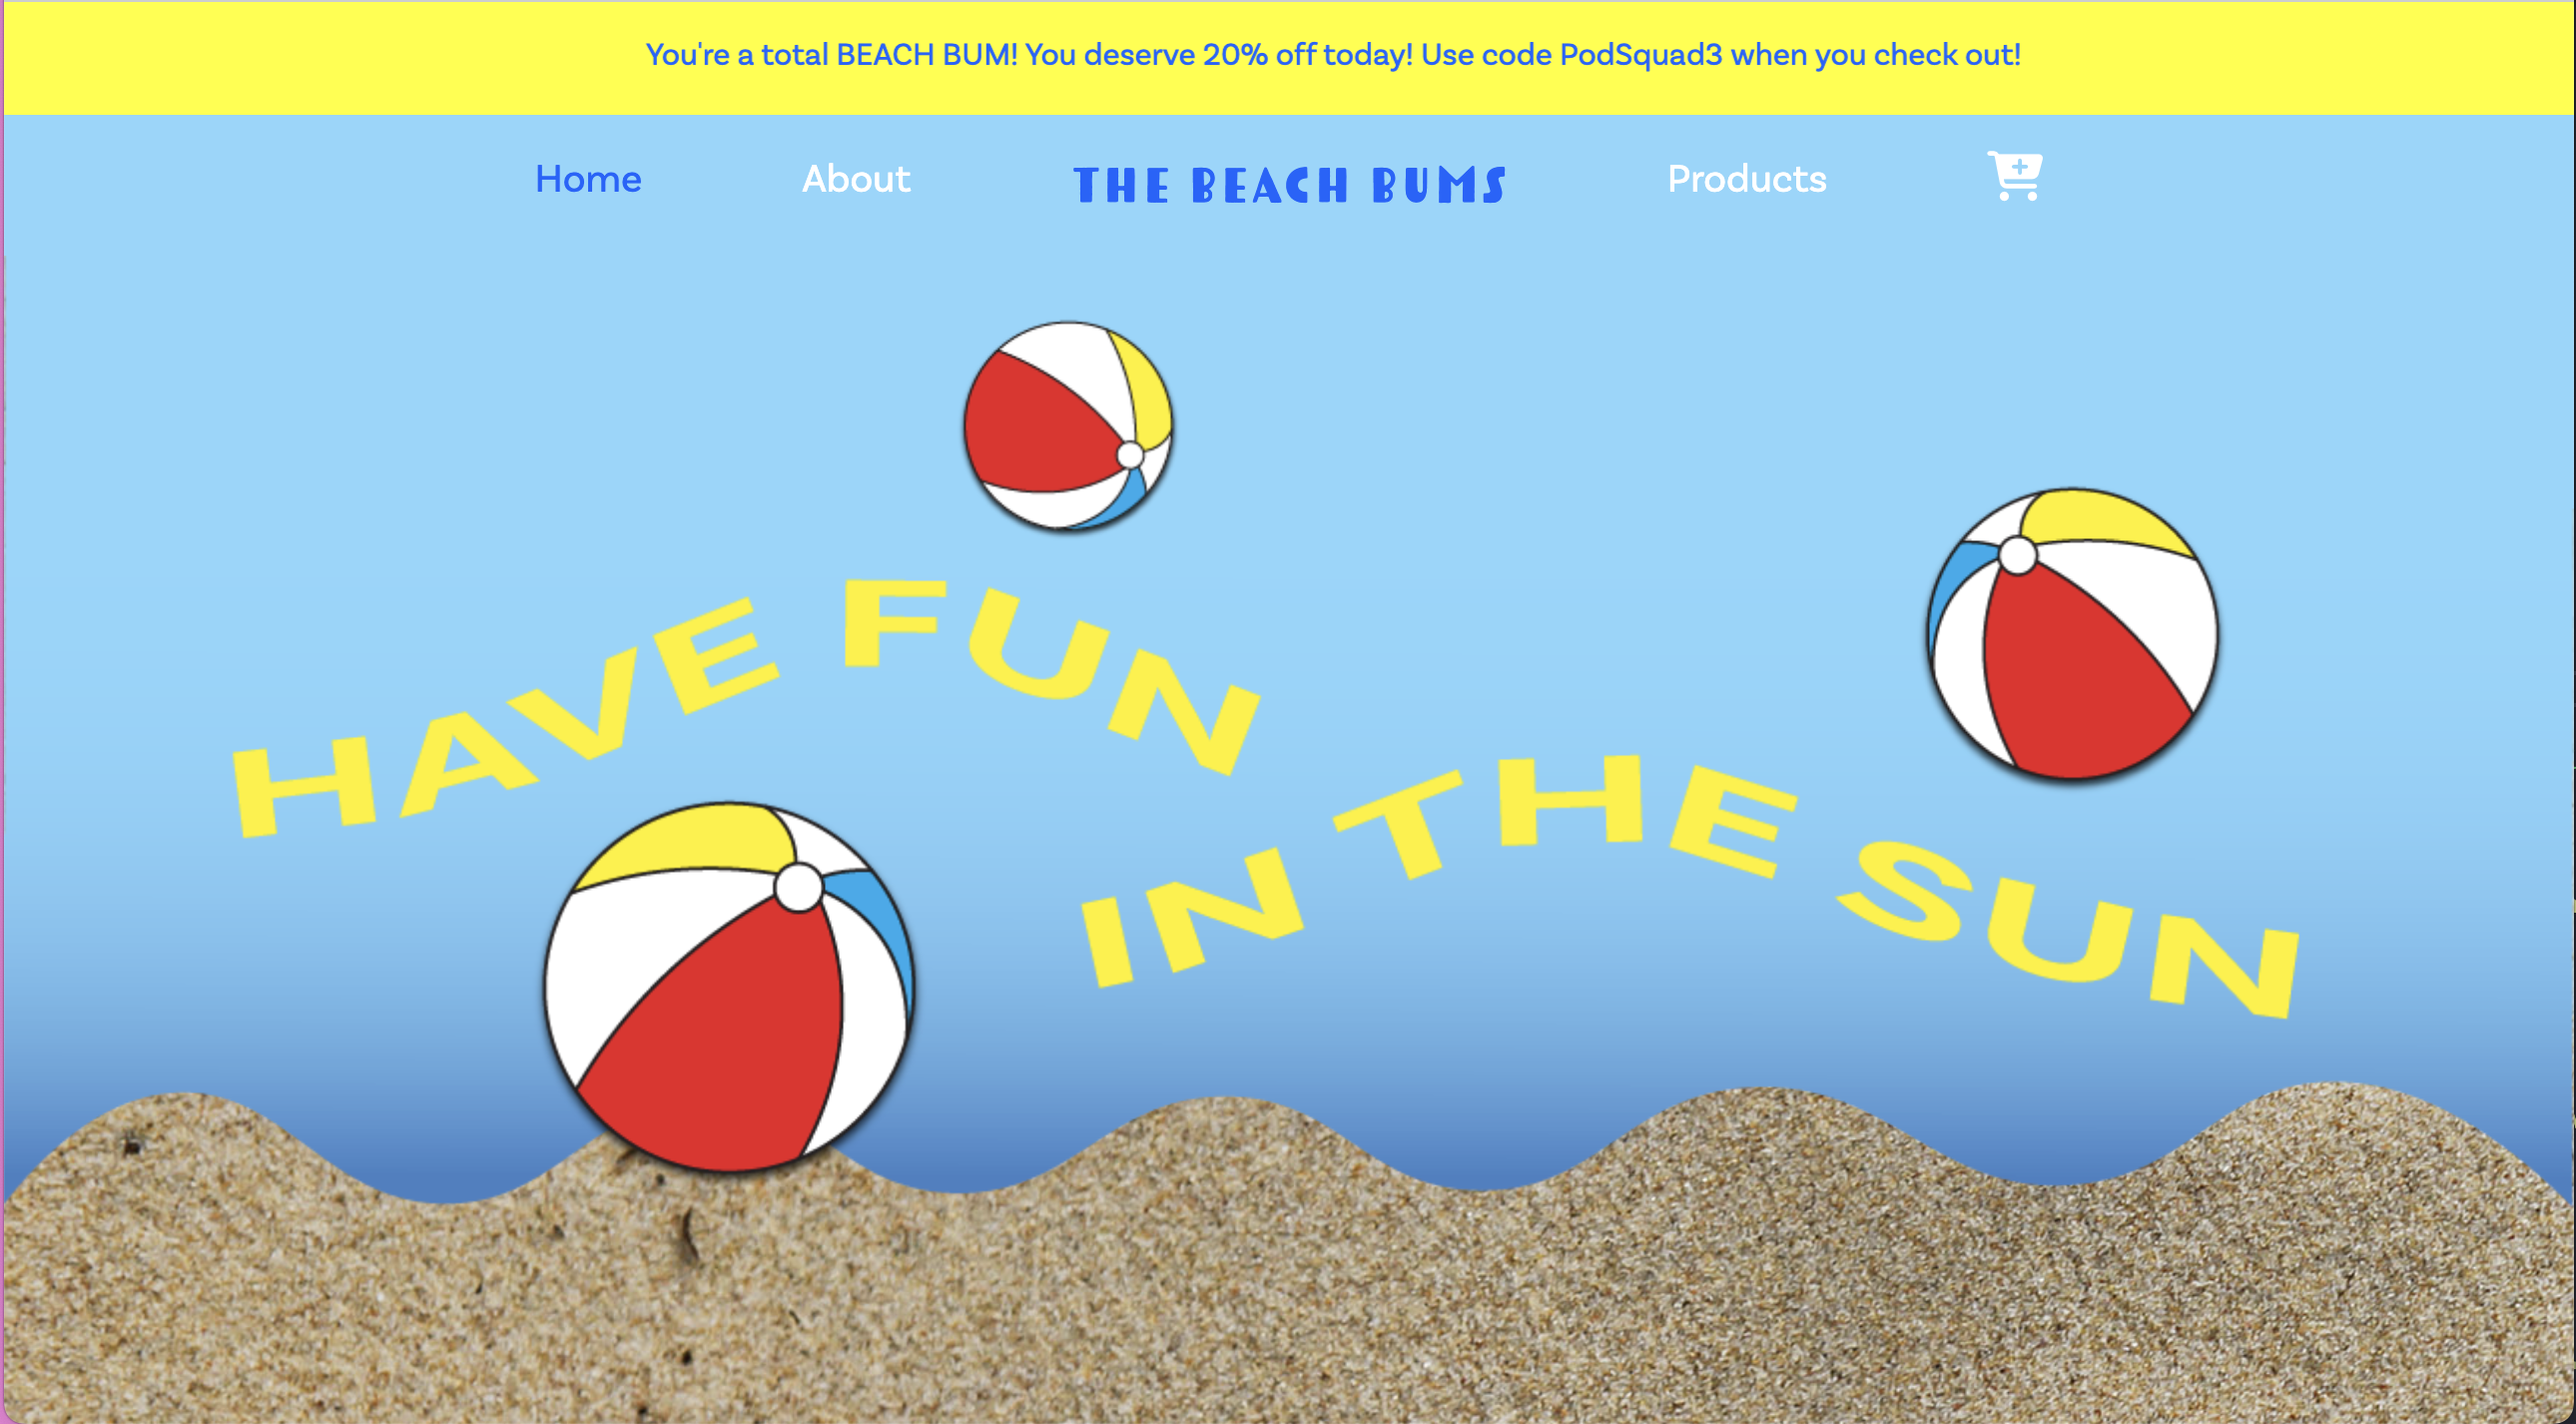 You're a total BEACH BUM! You deserve 20% off today! Use code PodSquad3 when you check out!
Home About THE BEACH BUMS Products
HAVE FUN
IN THE SUN